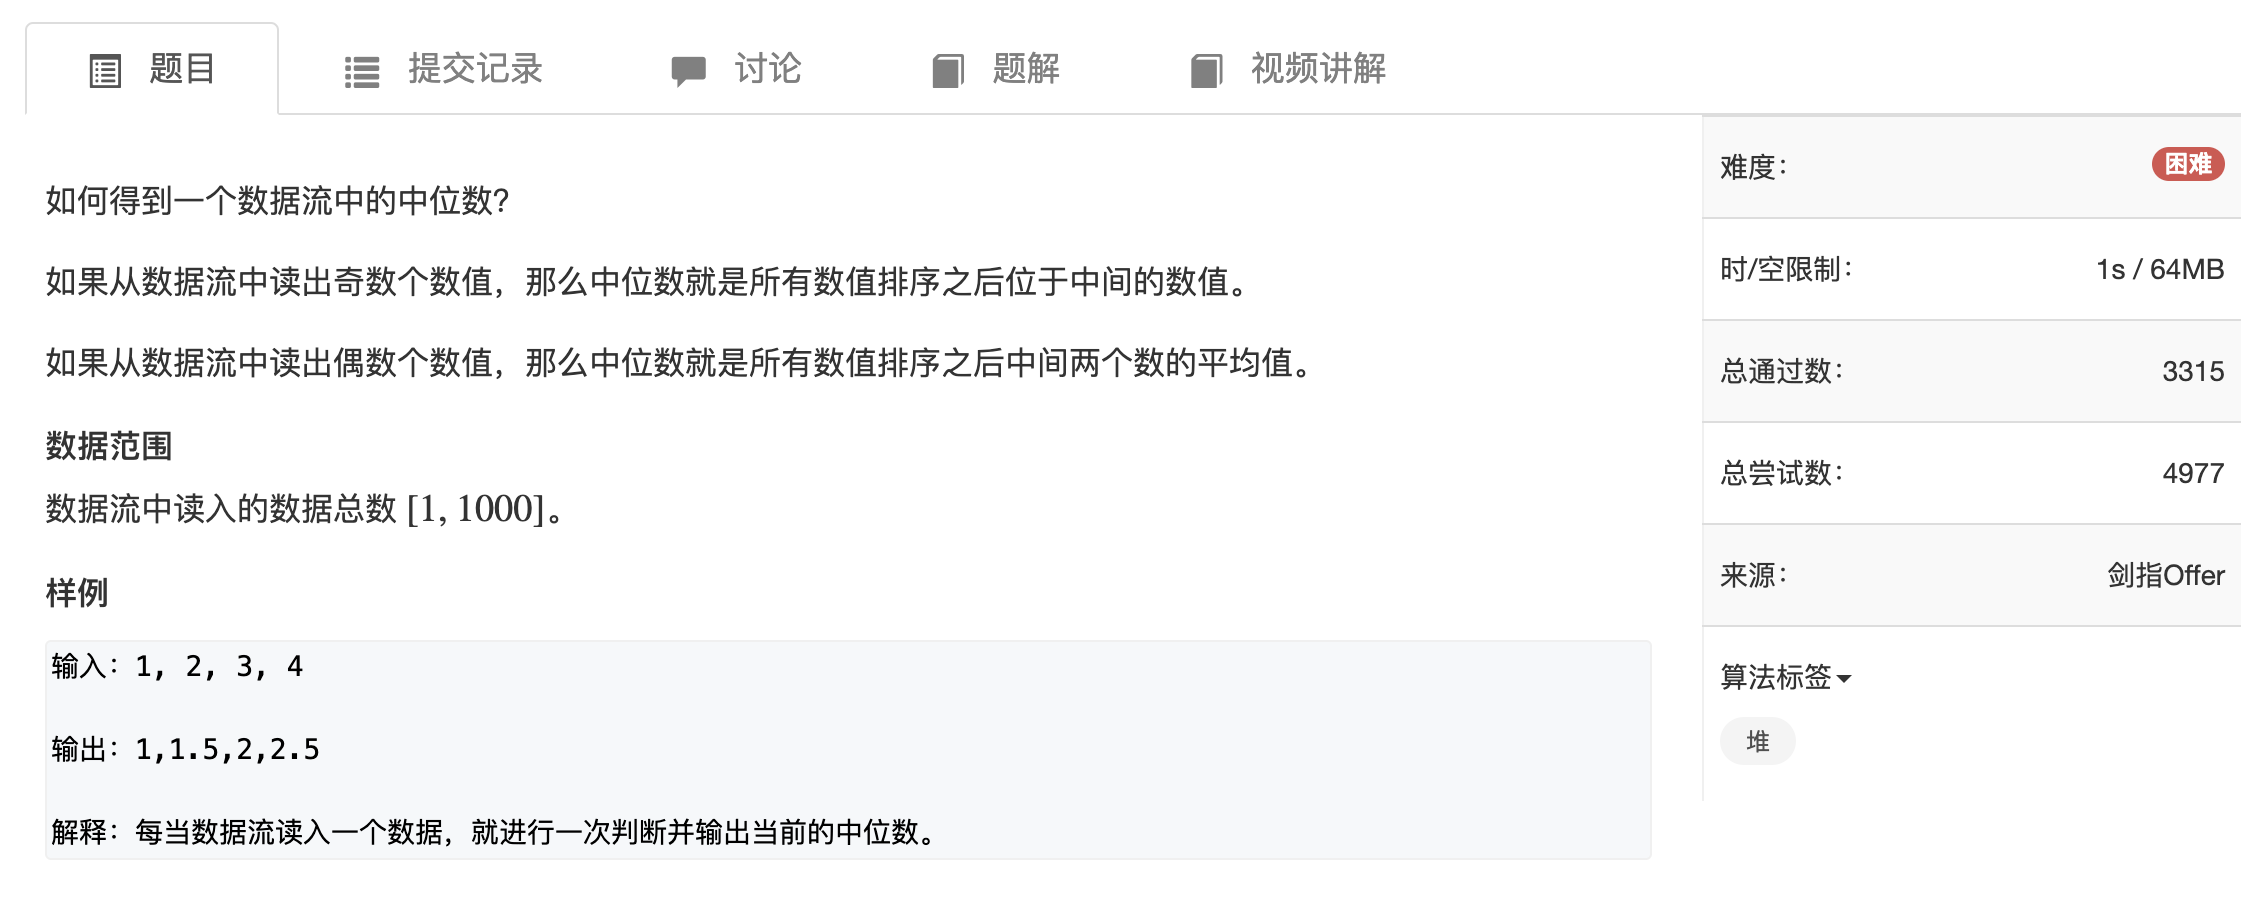 题目
提交记录
讨论
题解
视频讲解
如何得到一个数据流中的中位数?
如果从数据流中读出奇数个数值，那么中位数就是所有数值排序之后位于中间的数值。
如果从数据流中读出偶数个数值，那么中位数就是所有数值排序之后中间两个数的平均值。
数据范围
数据流中读入的数据总数 [1, 1000]。
样例
输入：1, 2, 3, 4
输出：1,1.5,2,2.5
解释：每当数据流读入一个数据，就进行一次判断并输出当前的中位数。
难度： 困难
时/空限制： 1s / 64MB
总通过数： 3315
总尝试数： 4977
来源： 剑指Offer
算法标签
堆